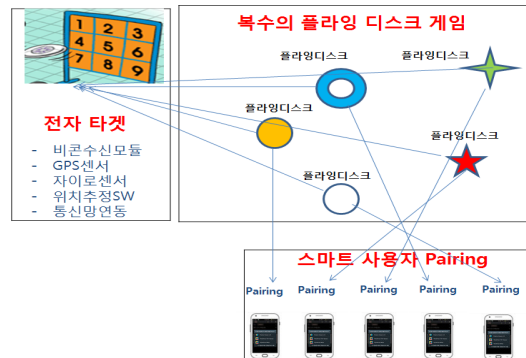 1 2 3
4 5 6
7 8 9
전자 타겟
- 비콘수신모듈
- GPS센서
- 자이로센서
- 위치추정SW
- 통신망연동
복수의 플라잉 디스크 게임
플라잉디스크
플라잉디스크
플라잉디스크
플라잉디스크
플라잉디스크
스마트 사용자 Pairing
Pairing Pairing Pairing Pairing Pairing